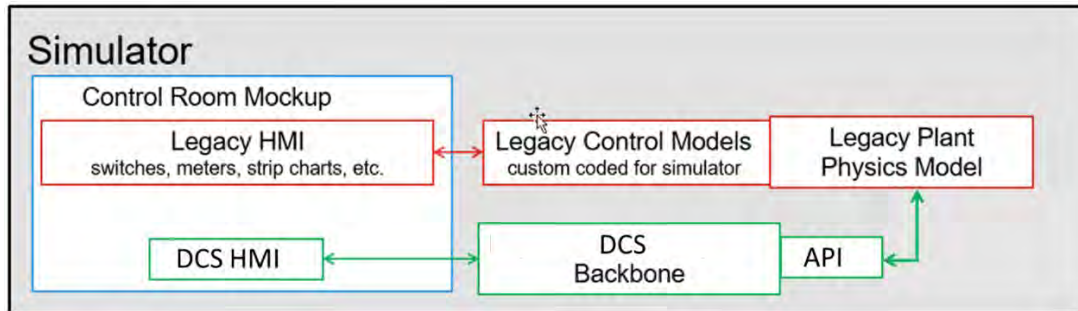 Simulator
Control Room Mockup
Legacy HMI
switches, meters, strip charts, etc.
Legacy Control Models
custom coded for simulator
Legacy Plant
Physics Model
DCS HMI
DCS
Backbone
API